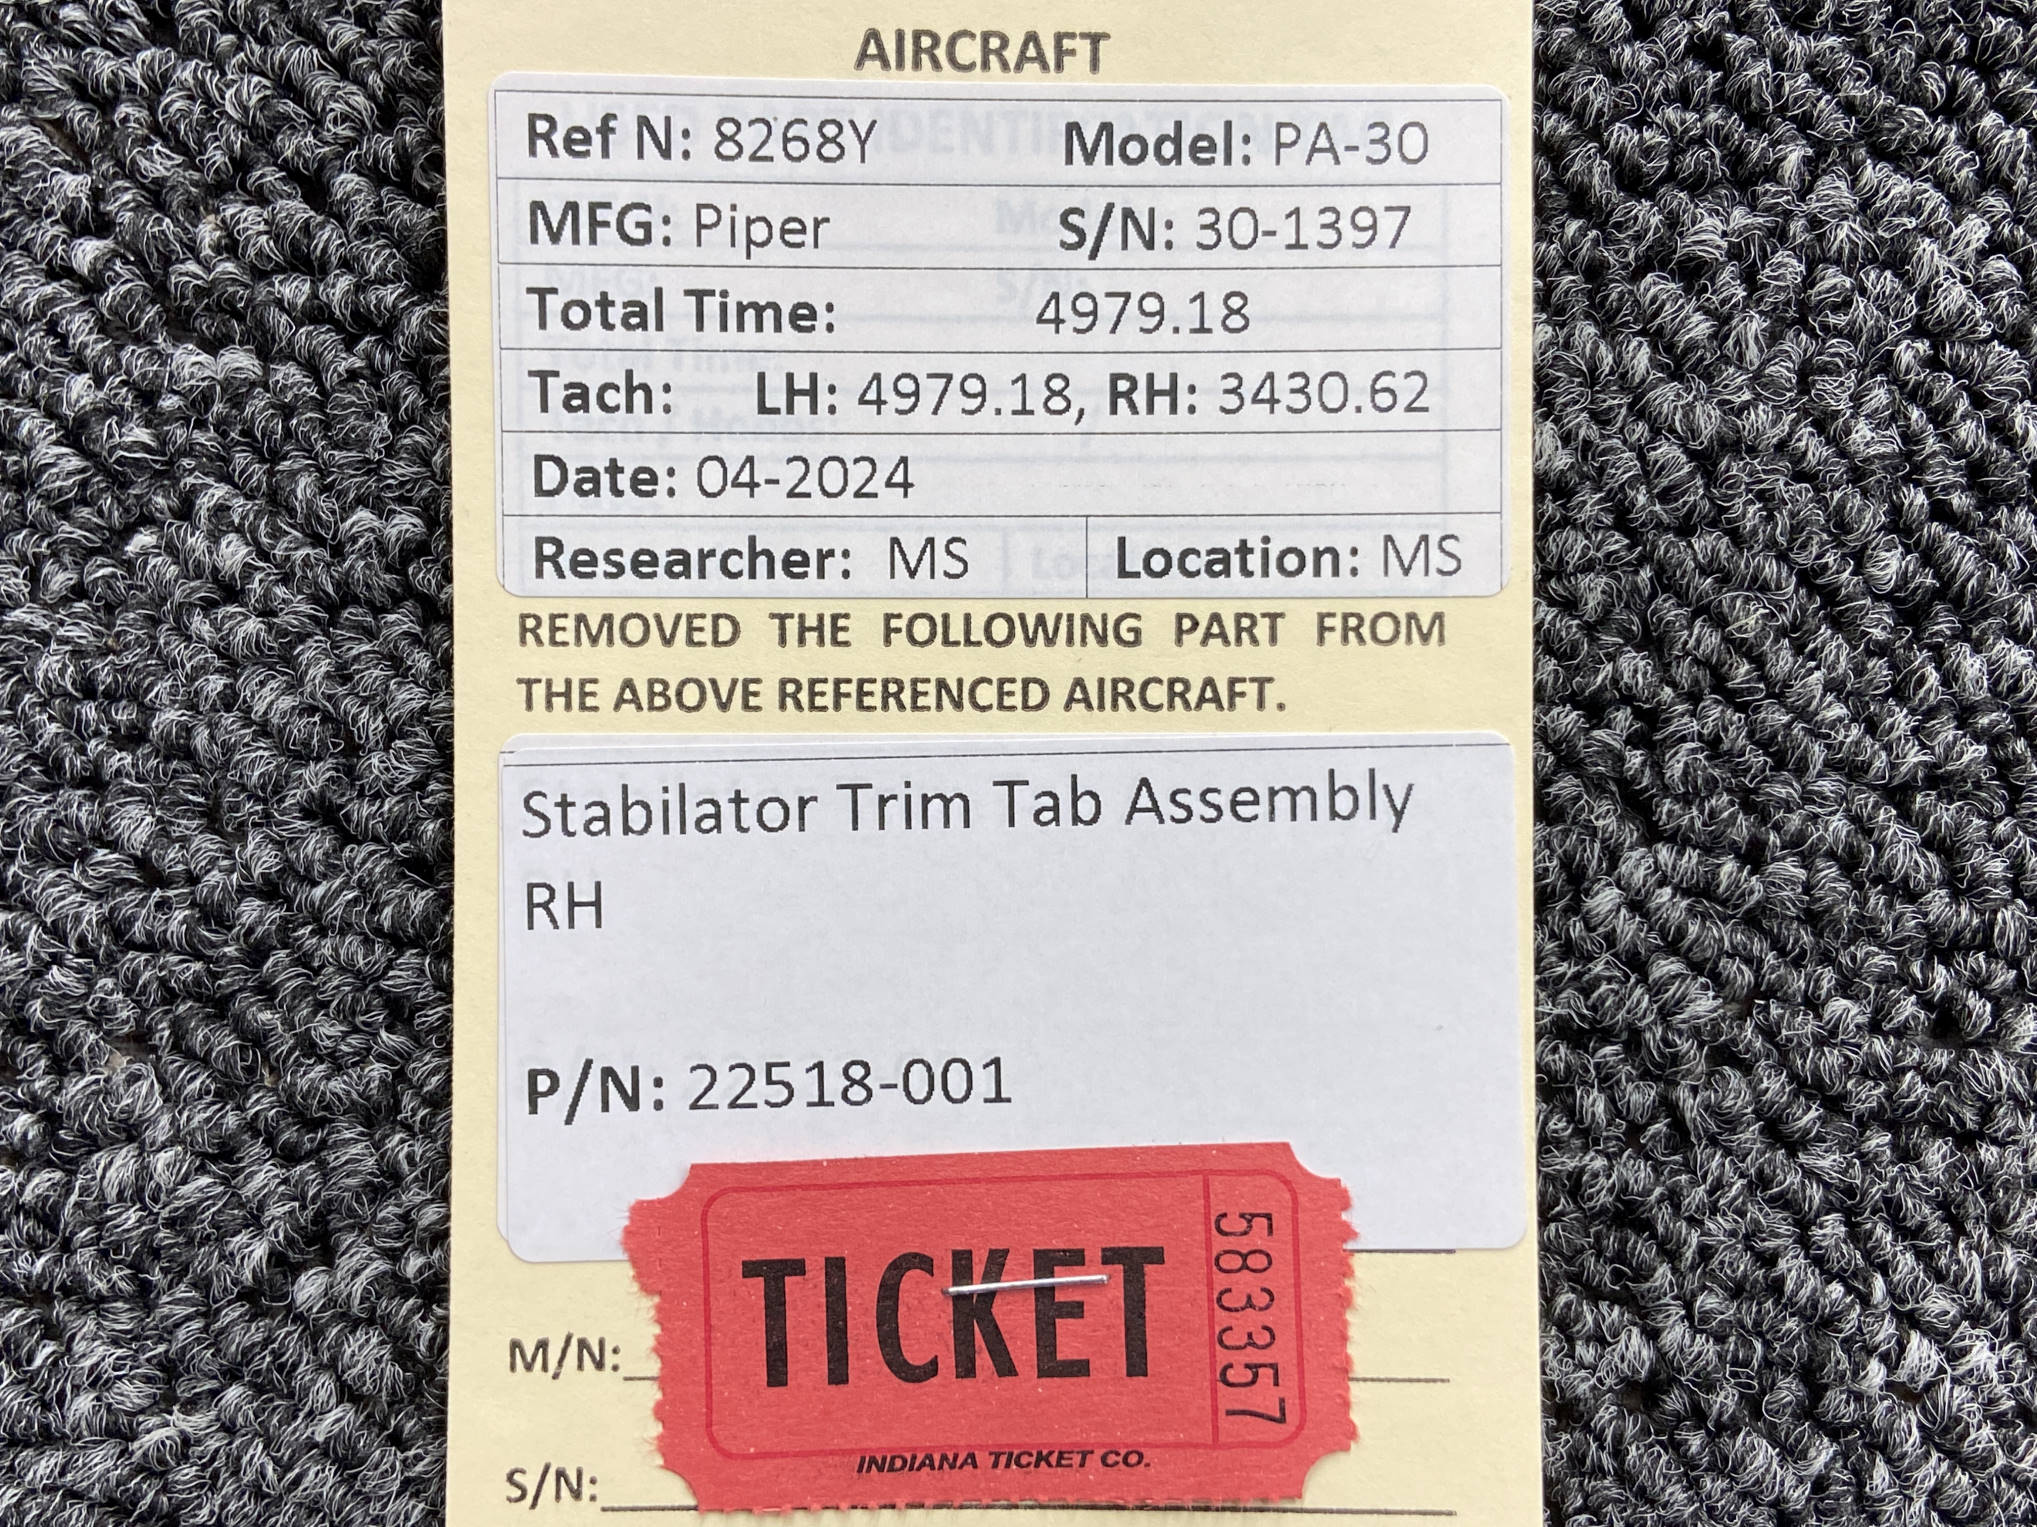 AIRCRAFT
Ref N: 8268Y Model: PA-30
MFG: Piper S/N: 30-1397
Total Time: 4979.18
Tach: LH: 4979.18, RH: 3430.62
Date: 04-2024
Researcher: MS Location: MS
REMOVED THE FOLLOWING PART FROM
THE ABOVE REFERENCED AIRCRAFT.
Stabilator Trim Tab Assembly
RH
P/N: 22518-001
TICKET
583357
INDIANA TICKET CO.
M/N:
S/N: